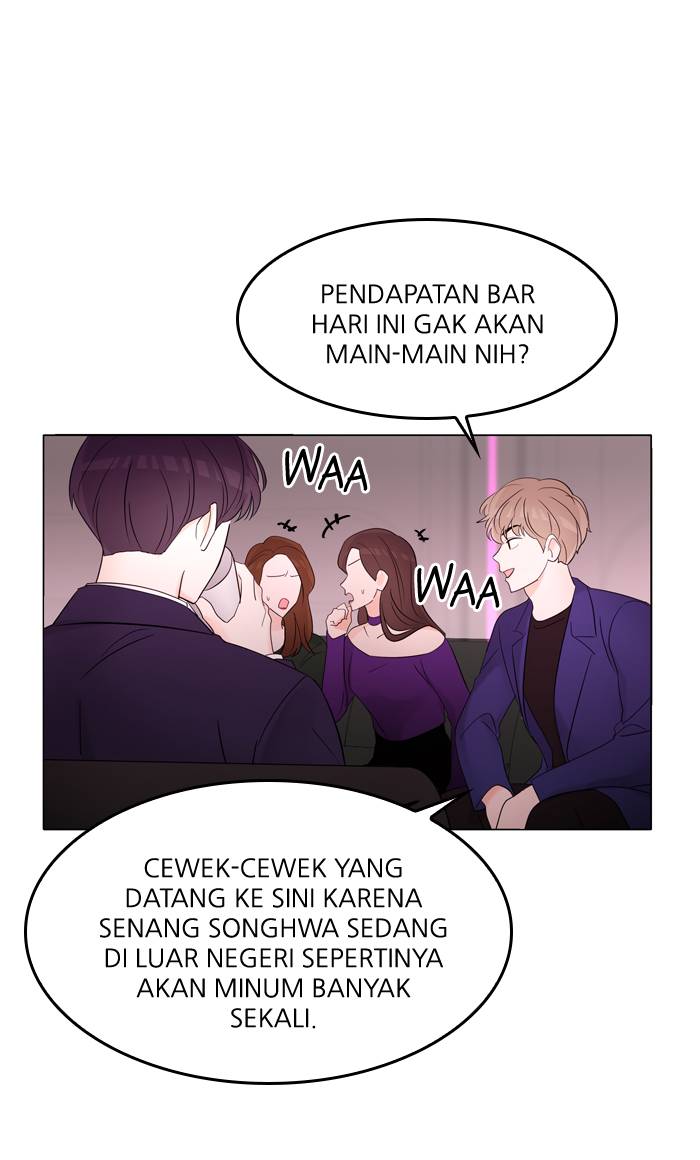 PENDAPATAN BAR
HARI INI GAK AKAN
MAIN-MAIN NIH?
WAA
WAA
CEWEK-CEWEK YANG
DATANG KE SINI KARENA
SENANG SONGHWA SEDANG
DI LUAR NEGERI SEPERTINYA
AKAN MINUM BANYAK
SEKALI.